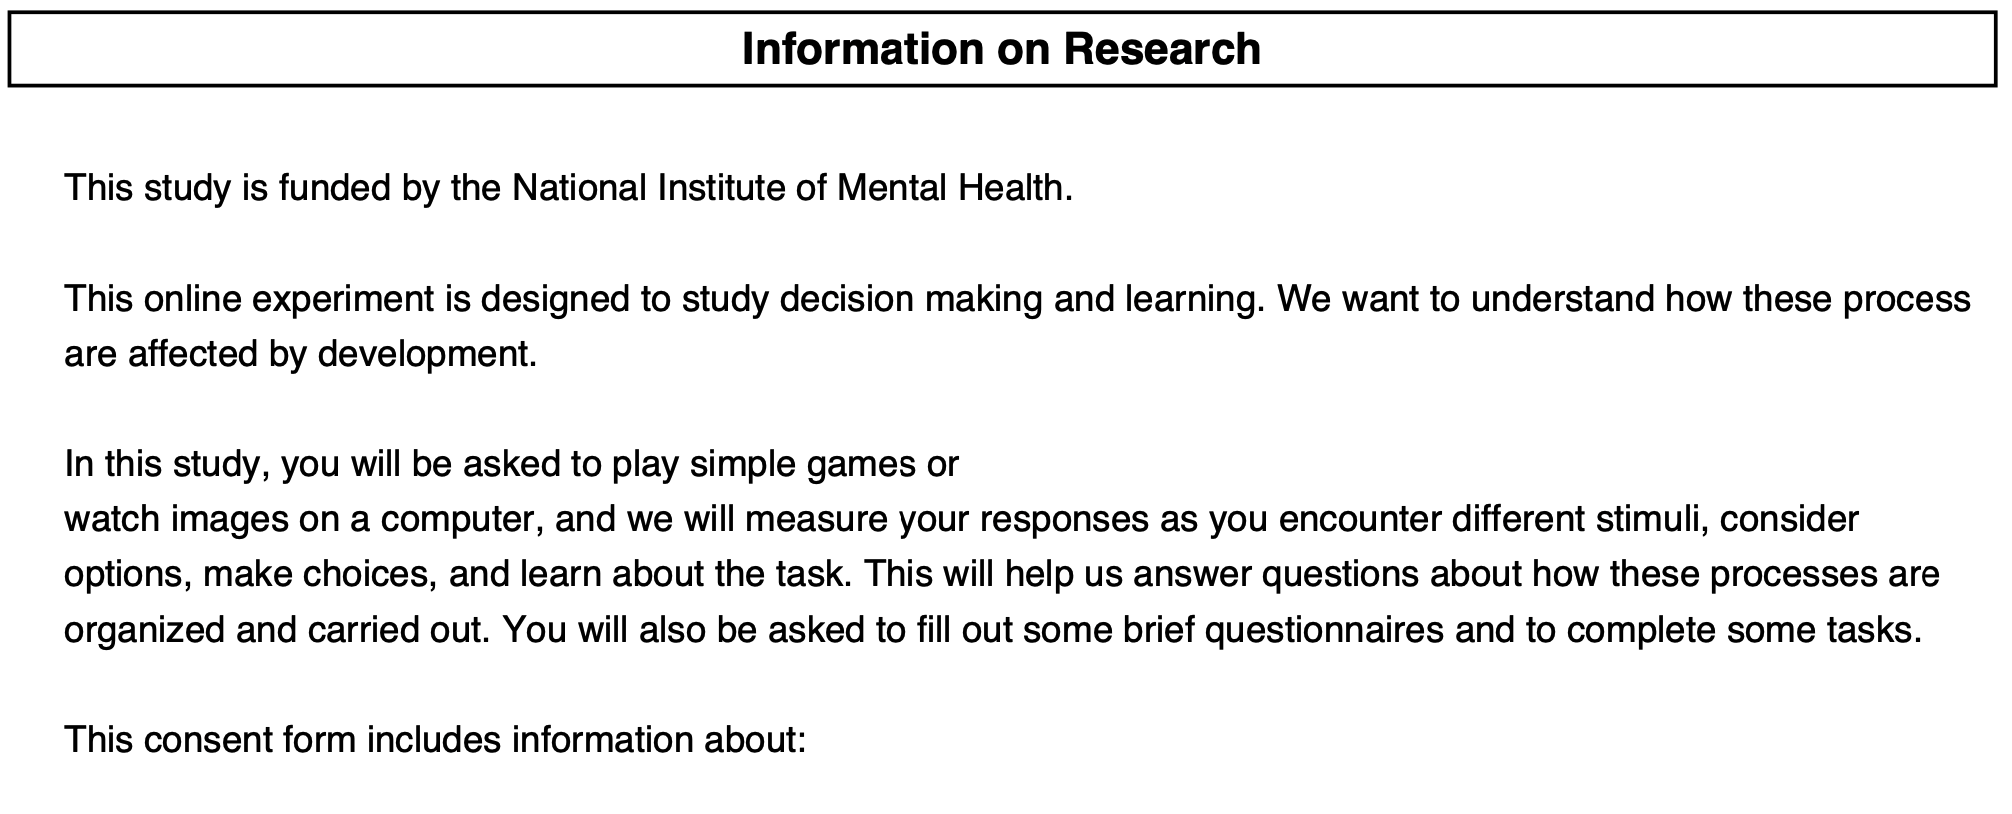 Information on Research
This study is funded by the National Institute of Mental Health.
This online experiment is designed to study decision making and learning. We want to understand how these process
are affected by development.
In this study, you will be asked to play simple games or
watch images on a computer, and we will measure your responses as you encounter different stimuli, consider
options, make choices, and learn about the task. This will help us answer questions about how these processes are
organized and carried out. You will also be asked to fill out some brief questionnaires and to complete some tasks.
This consent form includes information about: